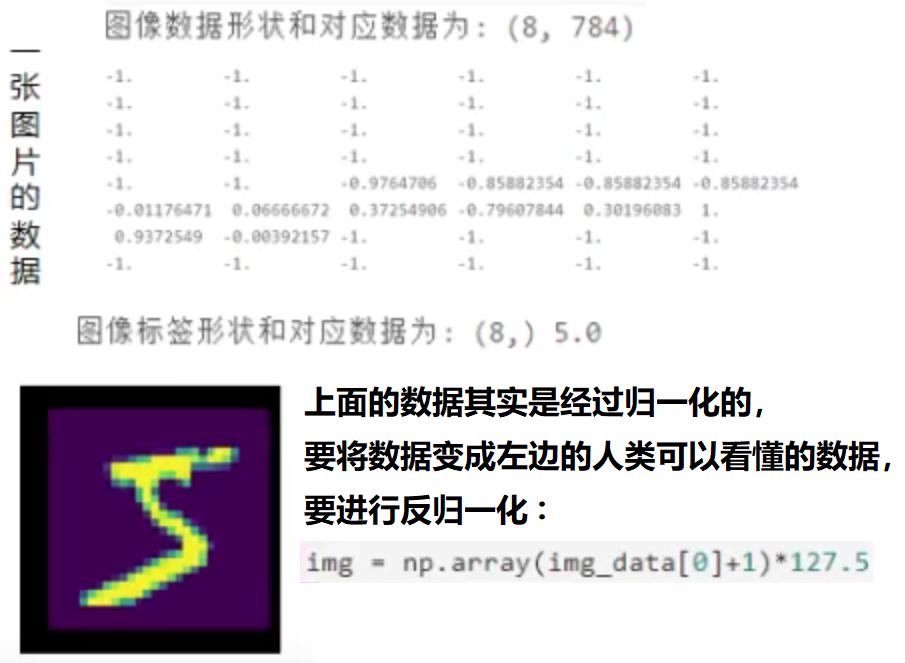 图像数据形状和对应数据为: (8, 784)
一张图片的数据
-1. -1. -1. -1. -1. -1.
-1. -1. -1. -1. -1. -1.
-1. -1. -1. -1. -1. -1.
-1. -1. -1. -1. -1. -1.
-1. -1. -0.9764706 -0.85882354 -0.85882354 -0.85882354
-0.01176471 0.06666672 0.37254906 -0.79607844 0.30196083 1.
0.9372549 -0.00392157 -1. -1. -1. -1.
-1. -1. -1. -1. -1. -1.
图像标签形状和对应数据为: (8,) 5.0
上面的数据其实是经过归一化的,
要将数据变成左边的人类可以看懂的数据,
要进行反归一化：
img = np.array(img_data[0]+1)*127.5
5